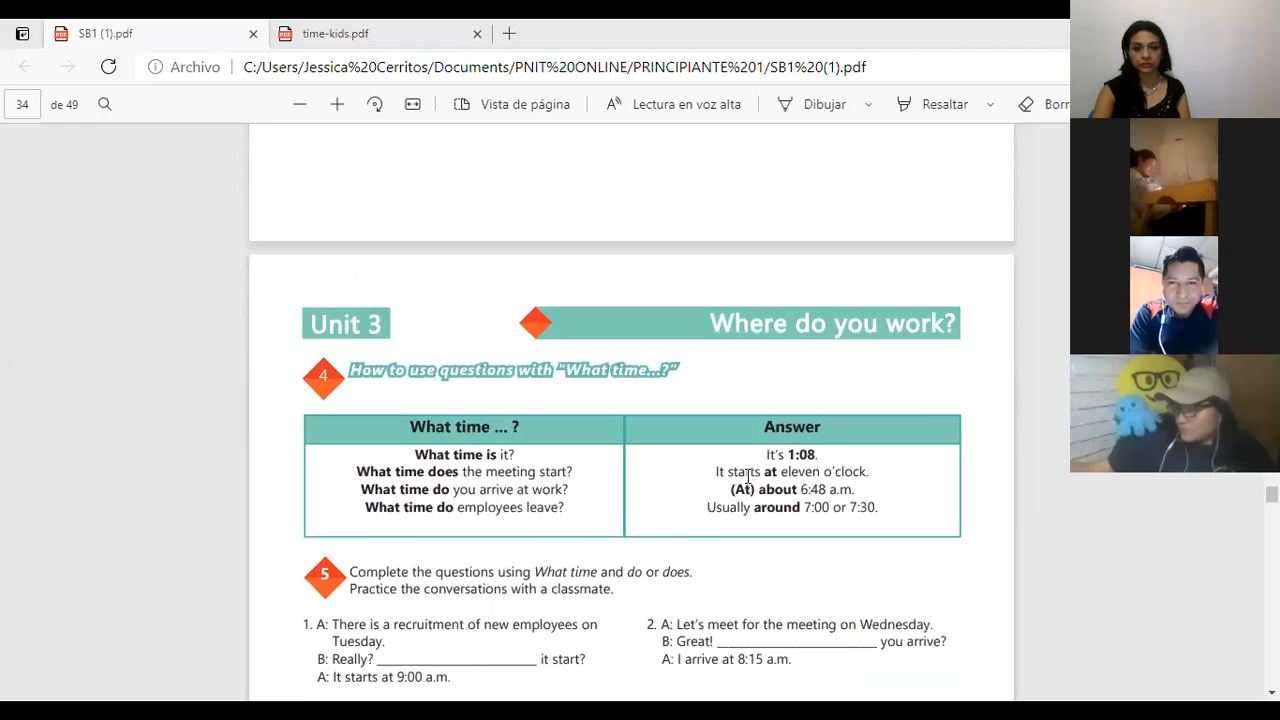 SB1 (1).pdf
time-kids.pdf
Archivo
C:/Users/Jessica%20Cerritos/Documents/PNIT%20ONLINE/PRINCIPIANTE%201/SB1%20(1).pdf
34 de 49
Vista de página
Lectura en voz alta
Dibujar
Resaltar
Borr
Unit 3
Where do you work?
4 How to use questions with "What time...?"
What time ... ? Answer
What time is it? It's 1:08.
What time does the meeting start? It starts at eleven o'clock.
What time do you arrive at work? (At) about 6:48 a.m.
What time do employees leave? Usually around 7:00 or 7:30.
5 Complete the questions using What time and do or does.
Practice the conversations with a classmate.
1. A: There is a recruitment of new employees on
Tuesday.
B: Really? ______________________ it start?
A: It starts at 9:00 a.m.
2. A: Let's meet for the meeting on Wednesday.
B: Great! ______________________ you arrive?
A: I arrive at 8:15 a.m.